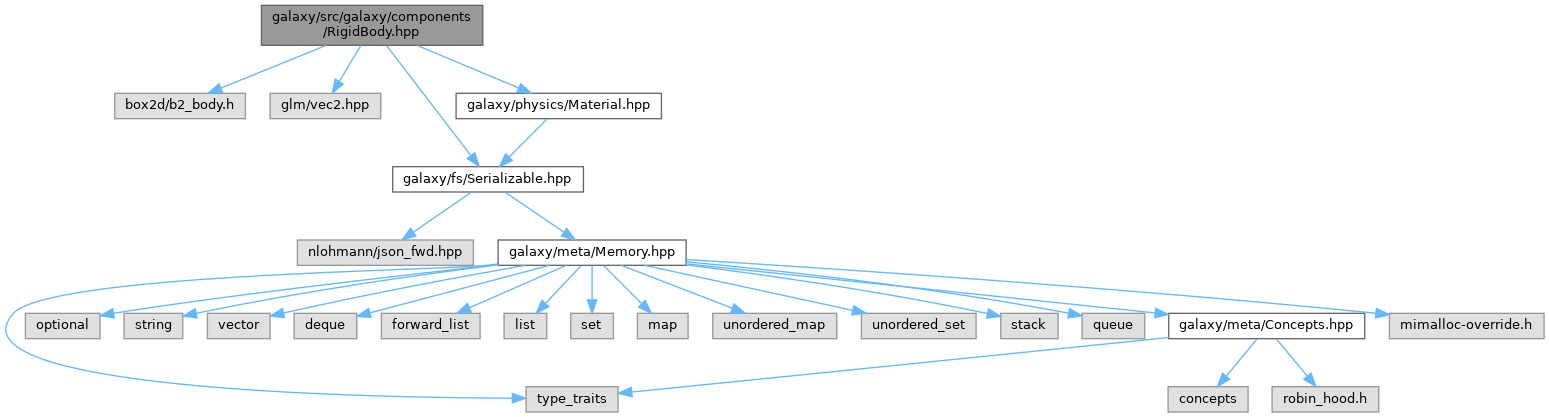 galaxy/src/galaxy/components
/RigidBody.hpp
box2d/b2_body.h
glm/vec2.hpp
galaxy/physics/Material.hpp
galaxy/fs/Serializable.hpp
nlohmann/json_fwd.hpp
galaxy/meta/Memory.hpp
optional
string
vector
deque
forward_list
list
set
map
unordered_map
unordered_set
stack
queue
galaxy/meta/Concepts.hpp
mimalloc-override.h
type_traits
concepts
robin_hood.h